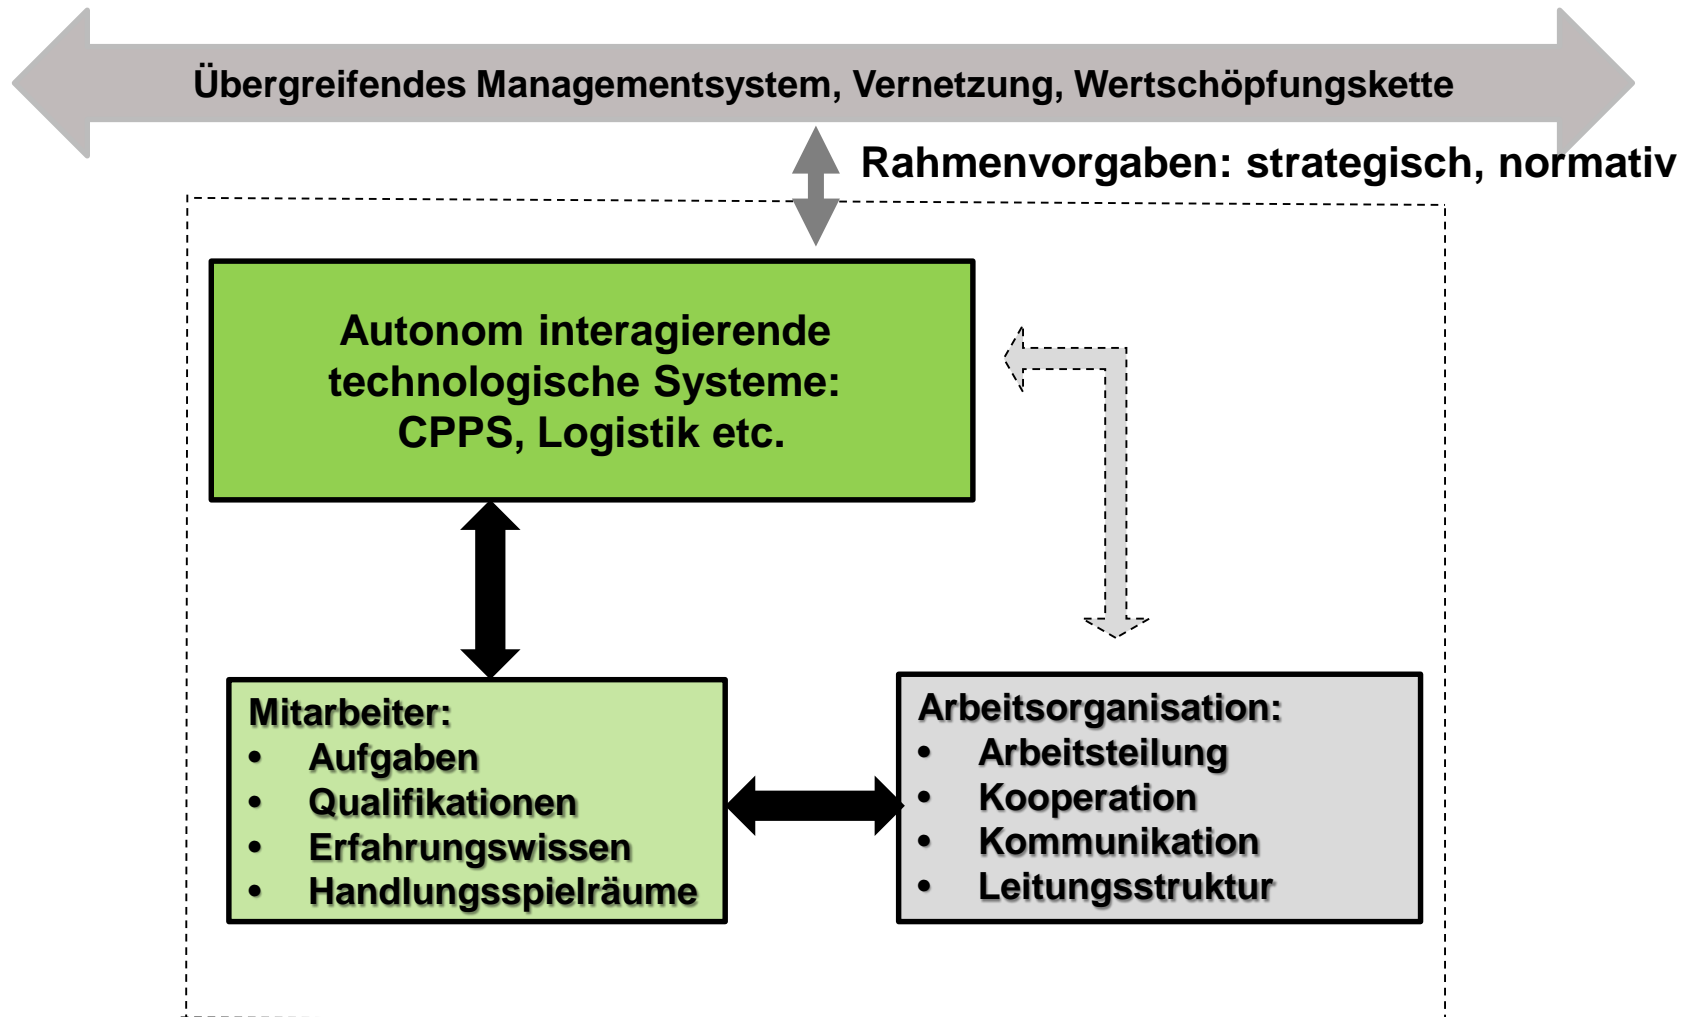 Übergreifendes Managementsystem, Vernetzung, Wertschöpfungskette
Rahmenvorgaben: strategisch, normativ
Autonom interagierende
technologische Systeme:
CPPS, Logistik etc.
Mitarbeiter:
• Aufgaben
• Qualifikationen
• Erfahrungswissen
• Handlungsspielräume
Arbeitsorganisation:
• Arbeitsteilung
• Kooperation
• Kommunikation
• Leitungsstruktur